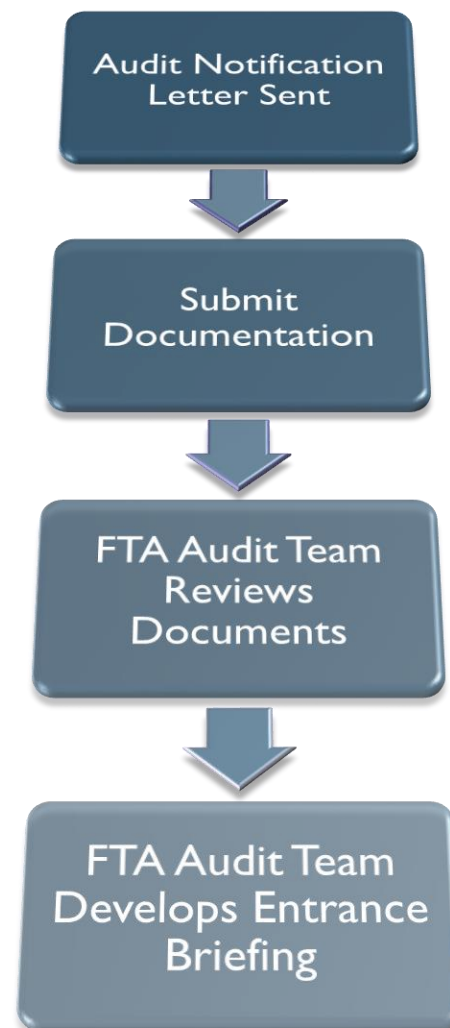 Audit Notification
Letter Sent
Submit
Documentation
FTA Audit Team
Reviews
Documents
FTA Audit Team
Develops Entrance
Briefing